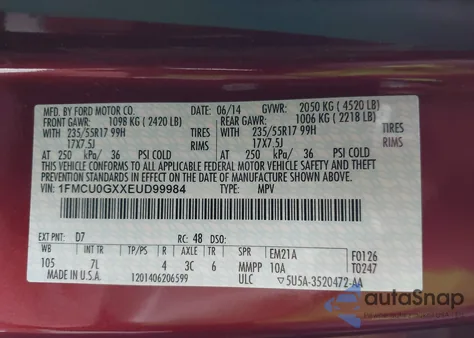 MFD. BY FORD MOTOR CO. DATE: 06/14 GVWR: 2050 KG ( 4520 LB)
FRONT GAWR: 1098 KG ( 2420 LB) REAR GAWR: 1006 KG ( 2218 LB)
235/55R17 99H TIRES 235/55R17 99H TIRES
17X7.5J RIMS 17X7.5J RIMS
AT 250 kPa/ 36 PSI COLD AT 250 kPa/ 36 PSI COLD
THIS VEHICLE CONFORMS TO ALL APPLICABLE FEDERAL MOTOR VEHICLE SAFETY AND BUMPER
STANDARDS AND THEFT PREVENTION STANDARD IN EFFECT ON THE DATE OF MANUFACTURE SHOWN ABOVE.
VIN: 1FMCU0GXXEUD99984
TYPE: MPV
EXT PNT: D7 RC: 48 DSO:
WB INT TR TP/PS R AXLE TR SPR EM21A F0126
105 7L 4 3C 6 MMPP 10A T0247
MADE IN U.S.A. 1201406206599 ULC 5U5A-3520472-AA
autoSnap